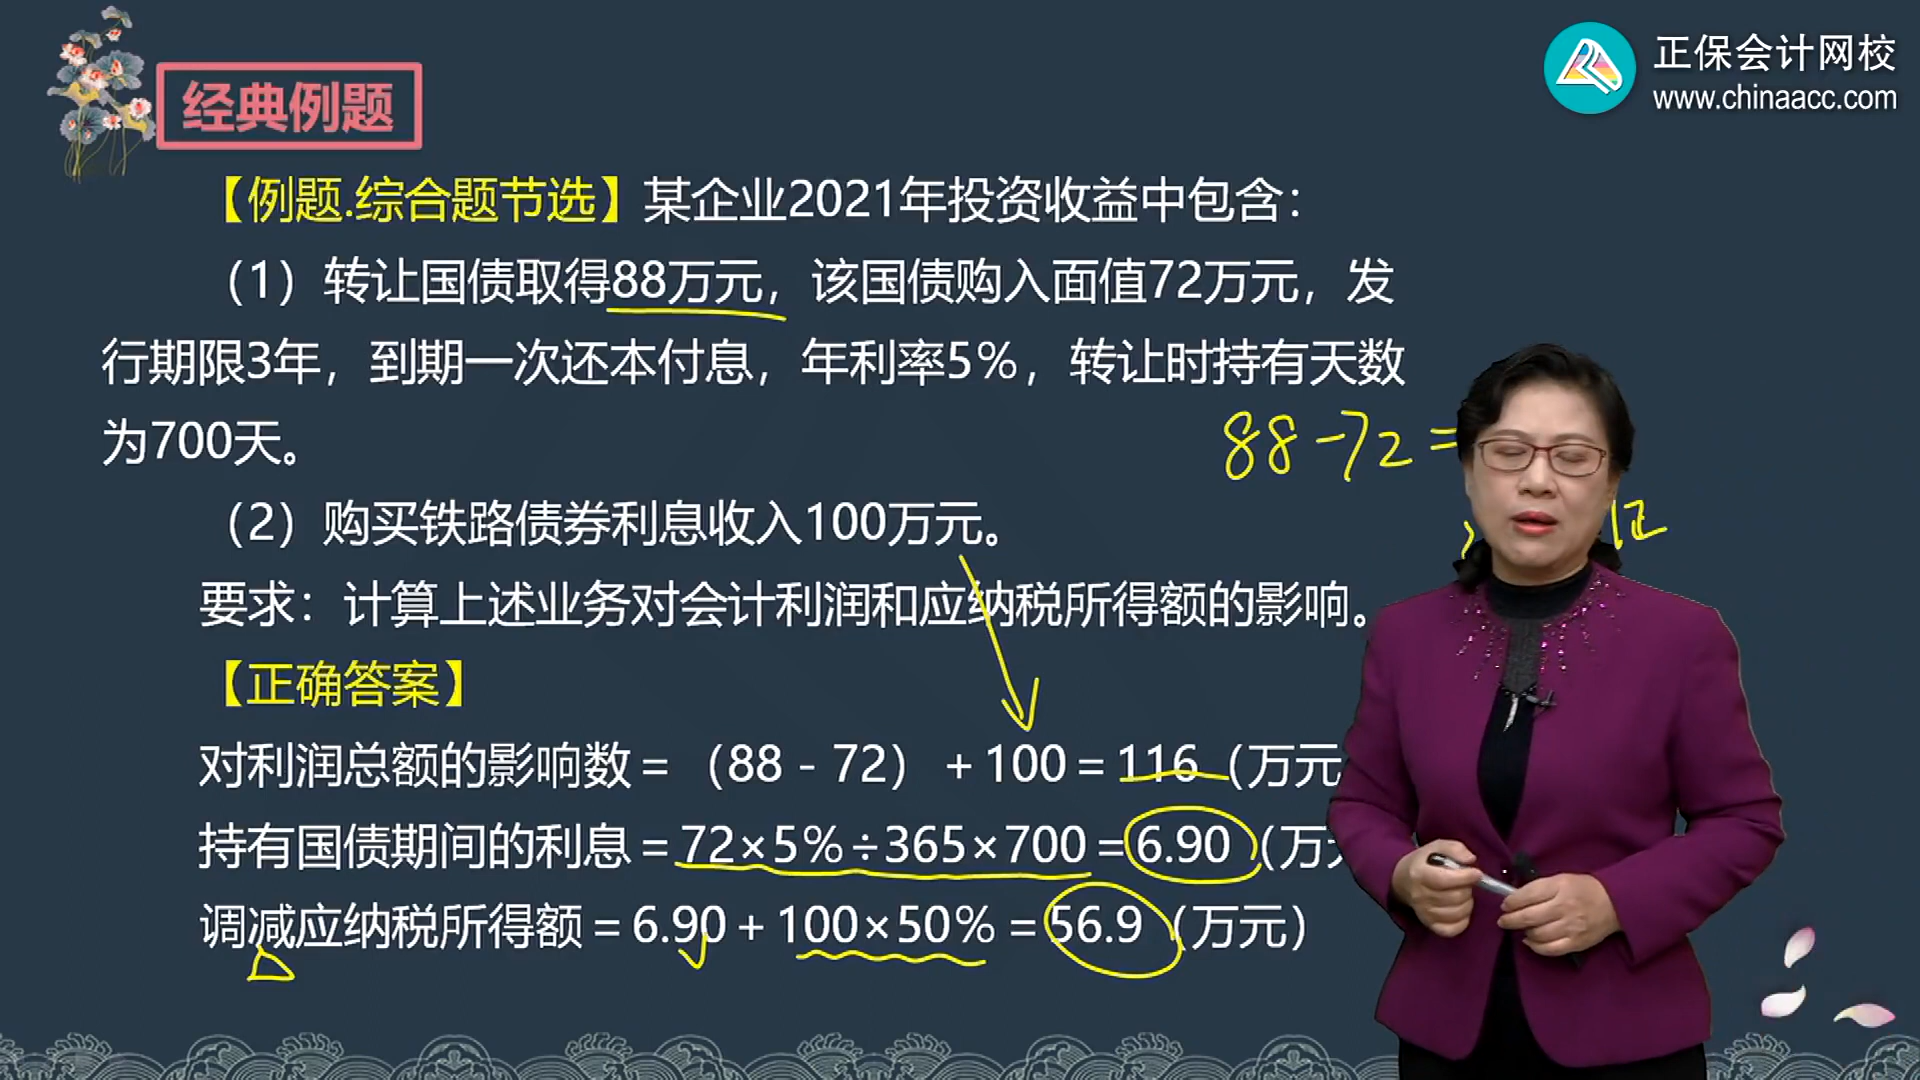 正保会计网校
www.chinaacc.com
经典例题
【例题.综合题节选】某企业2021年投资收益中包含：
（1）转让国债取得88万元，该国债购入面值72万元，发
行期限3年，到期一次还本付息，年利率5%，转让时持有天数
为700天。
88-72=
（2）购买铁路债券利息收入100万元。
要求：计算上述业务对会计利润和应纳税所得额的影响。
【正确答案】
对利润总额的影响数＝（88－72）＋100＝116（万元
持有国债期间的利息＝72×5%÷365×700＝6.90（万
调减应纳税所得额＝6.90＋100×50%＝56.9（万元）